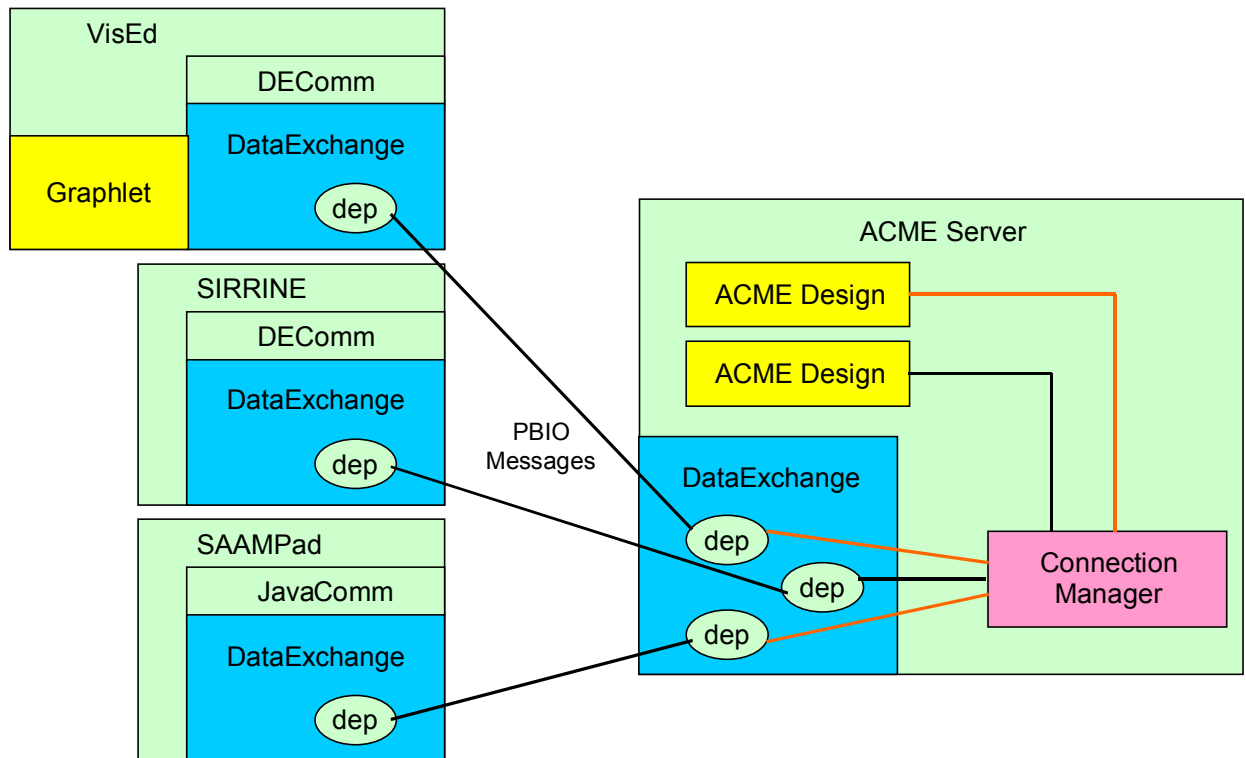 VisEd
DEComm
DataExchange
Graphlet
dep
SIRRINE
DEComm
DataExchange
dep
SAAMPad
JavaComm
DataExchange
dep
PBIO
Messages
ACME Server
ACME Design
ACME Design
DataExchange
dep
dep
dep
Connection
Manager